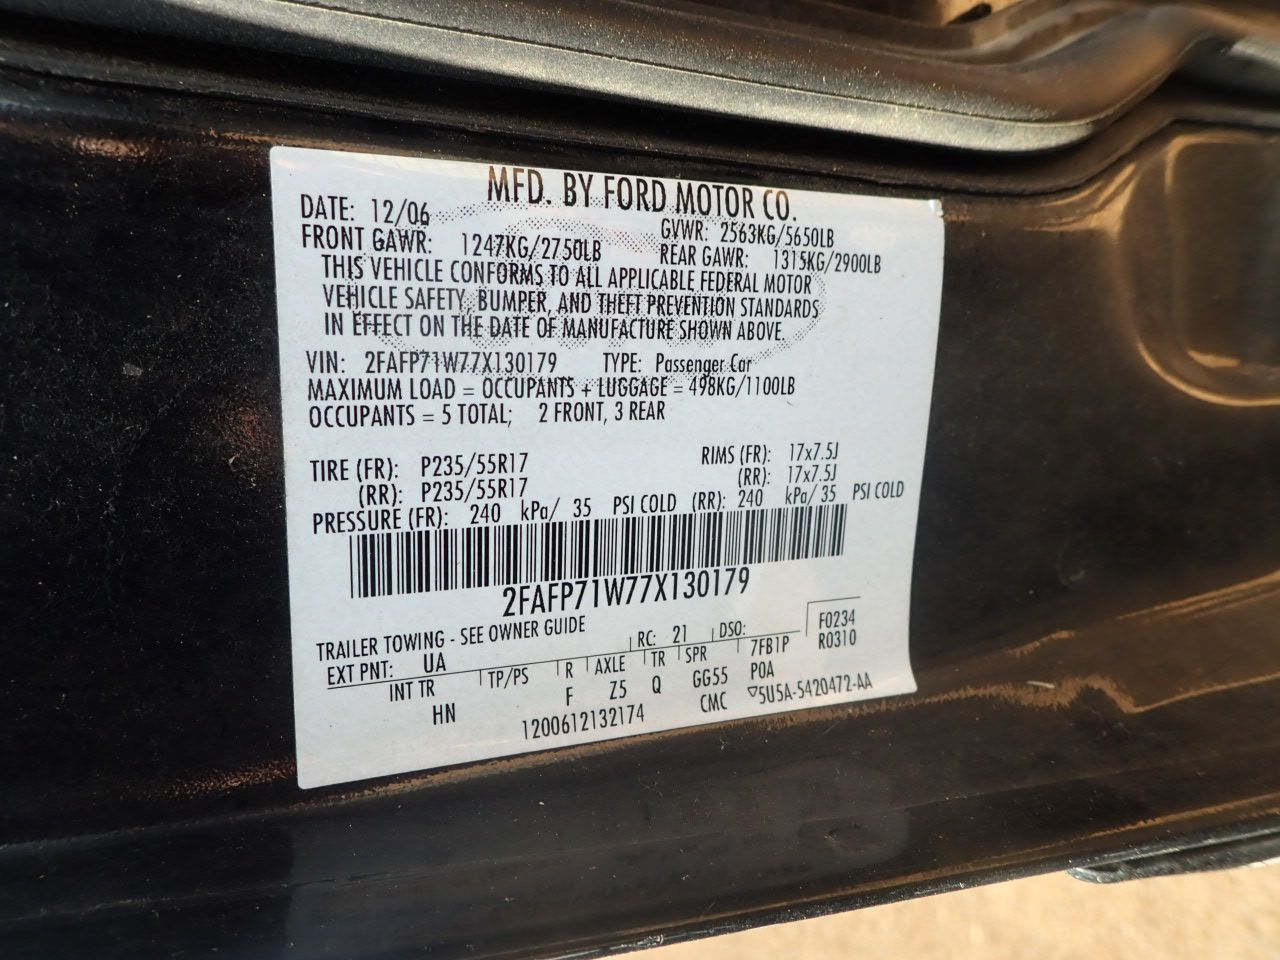 MFD. BY FORD MOTOR CO.
DATE: 12/06 GVWR: 2563KG/5650LB
FRONT GAWR: 1247KG/2750LB REAR GAWR: 1315KG/2900LB
THIS VEHICLE CONFORMS TO ALL APPLICABLE FEDERAL MOTOR
VEHICLE SAFETY, BUMPER, AND THEFT PREVENTION STANDARDS
IN EFFECT ON THE DATE OF MANUFACTURE SHOWN ABOVE.
VIN: 2FAFP71W77X130179 TYPE: Passenger Car
MAXIMUM LOAD = OCCUPANTS + LUGGAGE = 498KG/1100LB
OCCUPANTS = 5 TOTAL; 2 FRONT, 3 REAR
TIRE (FR): P235/55R17 RIMS (FR): 17x7.5J
(RR): P235/55R17 (RR): 17x7.5J
PRESSURE (FR): 240 kPa/ 35 PSI COLD (RR): 240 kPa/ 35 PSI COLD
2FAFP71W77X130179
TRAILER TOWING - SEE OWNER GUIDE F0234
EXT PNT: UA RC: 21 DSO: R0310
INT TR TP/PS R AXLE TR SPR 7FB1P
HN F Z5 Q GG55 POA
1200612132174 CMC ▽5U5A-5420472-AA